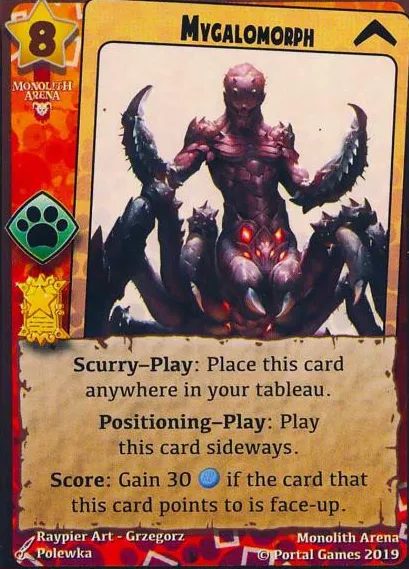 8
MYGALOMORPH
MONOLITH
ARENA
Scurry–Play: Place this card
anywhere in your tableau.
Positioning–Play: Play
this card sideways.
Score: Gain 30 if the card that
this card points to is face-up.
Raypier Art - Grzegorz
Polewka
Monolith Arena
© Portal Games 2019